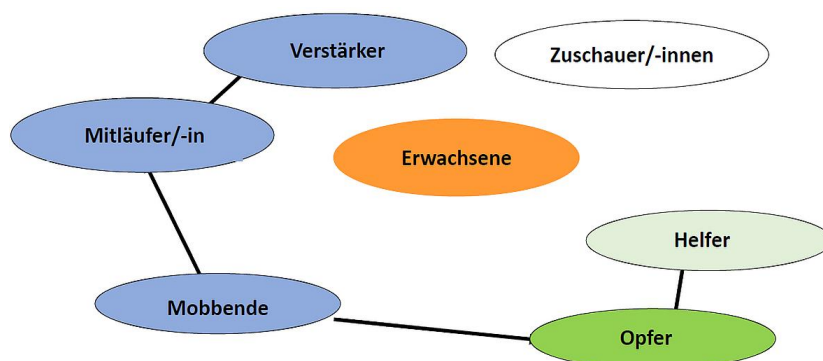 Verstärker
Zuschauer/-innen
Mitläufer/-in
Erwachsene
Helfer
Mobbende
Opfer